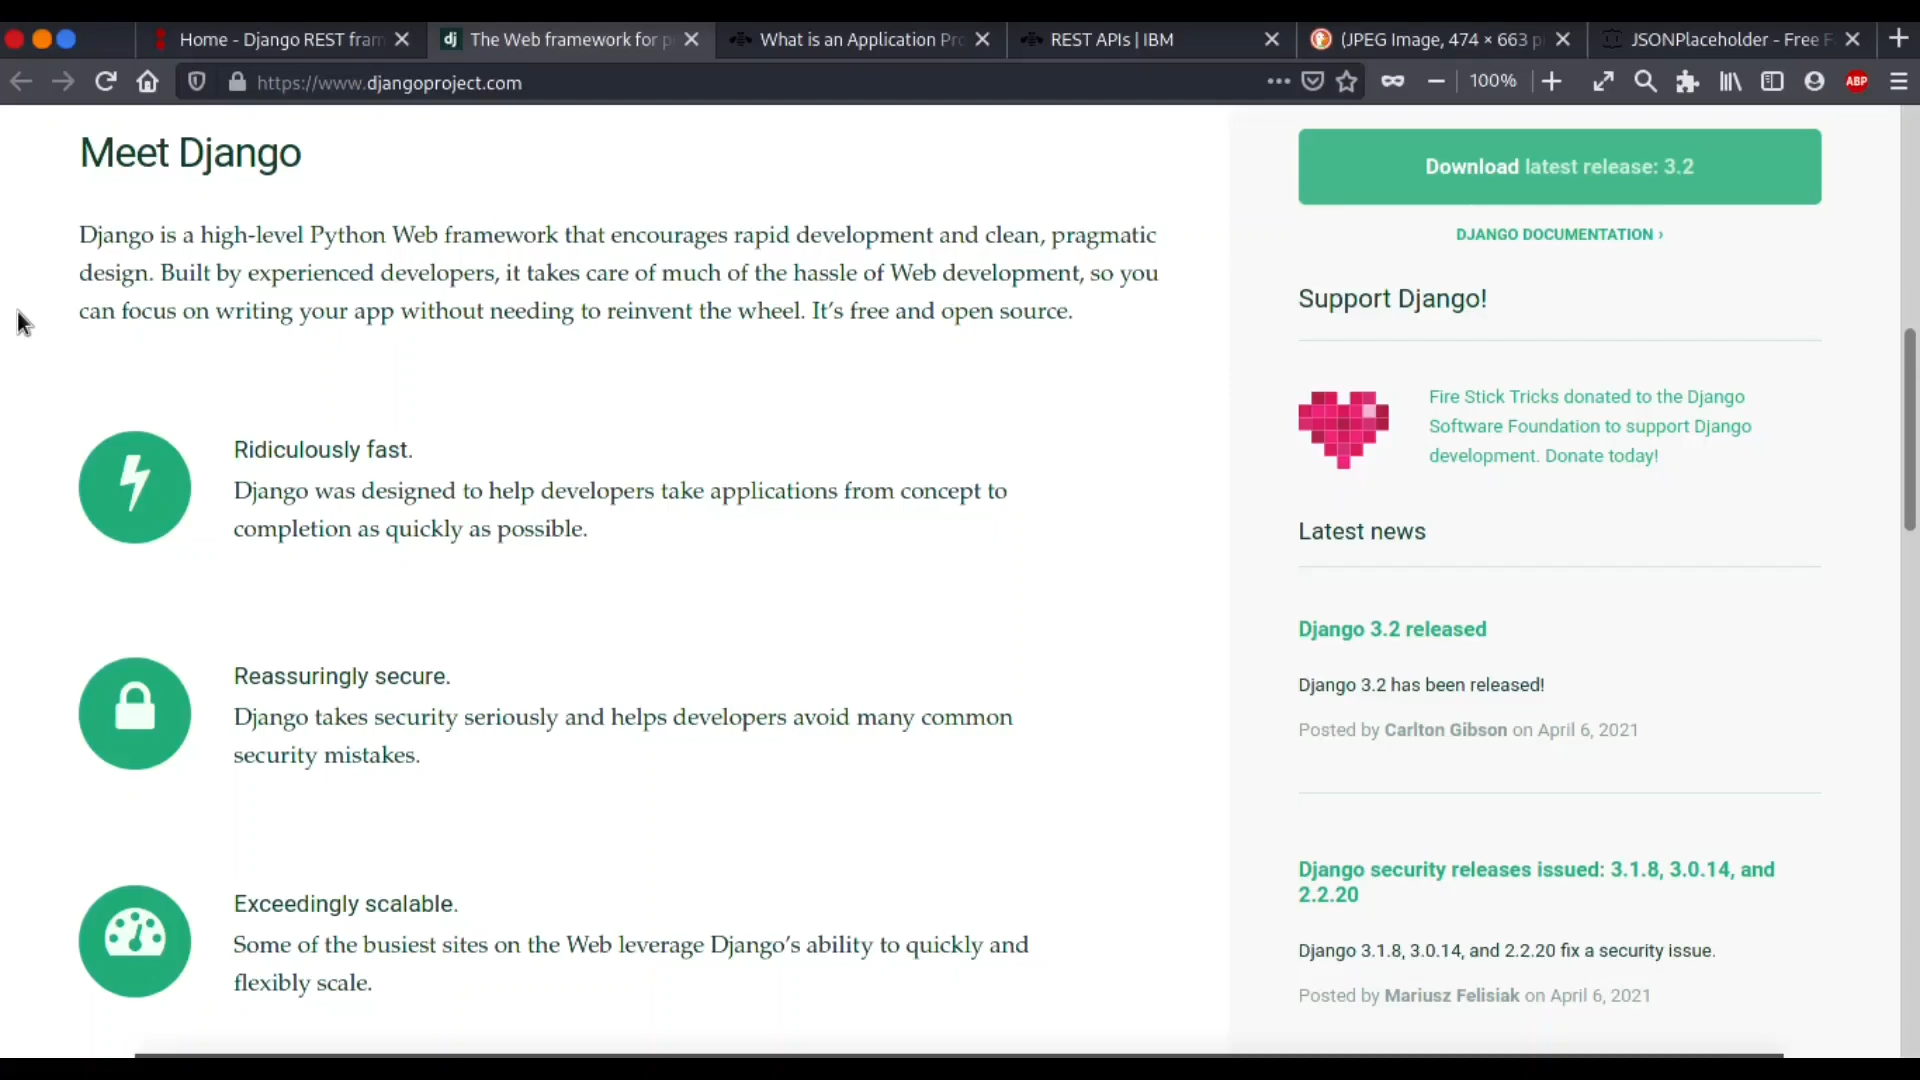 Home - Django REST fram
dj The Web framework for p
What is an Application Pro
REST APIs | IBM
(JPEG Image, 474 × 663 p
JSONPlaceholder - Free F
https://www.djangoproject.com
100%
ABP
Meet Django
Django is a high-level Python Web framework that encourages rapid development and clean, pragmatic
design. Built by experienced developers, it takes care of much of the hassle of Web development, so you
can focus on writing your app without needing to reinvent the wheel. It’s free and open source.
Ridiculously fast.
Django was designed to help developers take applications from concept to
completion as quickly as possible.
Reassuringly secure.
Django takes security seriously and helps developers avoid many common
security mistakes.
Exceedingly scalable.
Some of the busiest sites on the Web leverage Django’s ability to quickly and
flexibly scale.
Download latest release: 3.2
DJANGO DOCUMENTATION ›
Support Django!
Fire Stick Tricks donated to the Django
Software Foundation to support Django
development. Donate today!
Latest news
Django 3.2 released
Django 3.2 has been released!
Posted by Carlton Gibson on April 6, 2021
Django security releases issued: 3.1.8, 3.0.14, and
2.2.20
Django 3.1.8, 3.0.14, and 2.2.20 fix a security issue.
Posted by Mariusz Felisiak on April 6, 2021